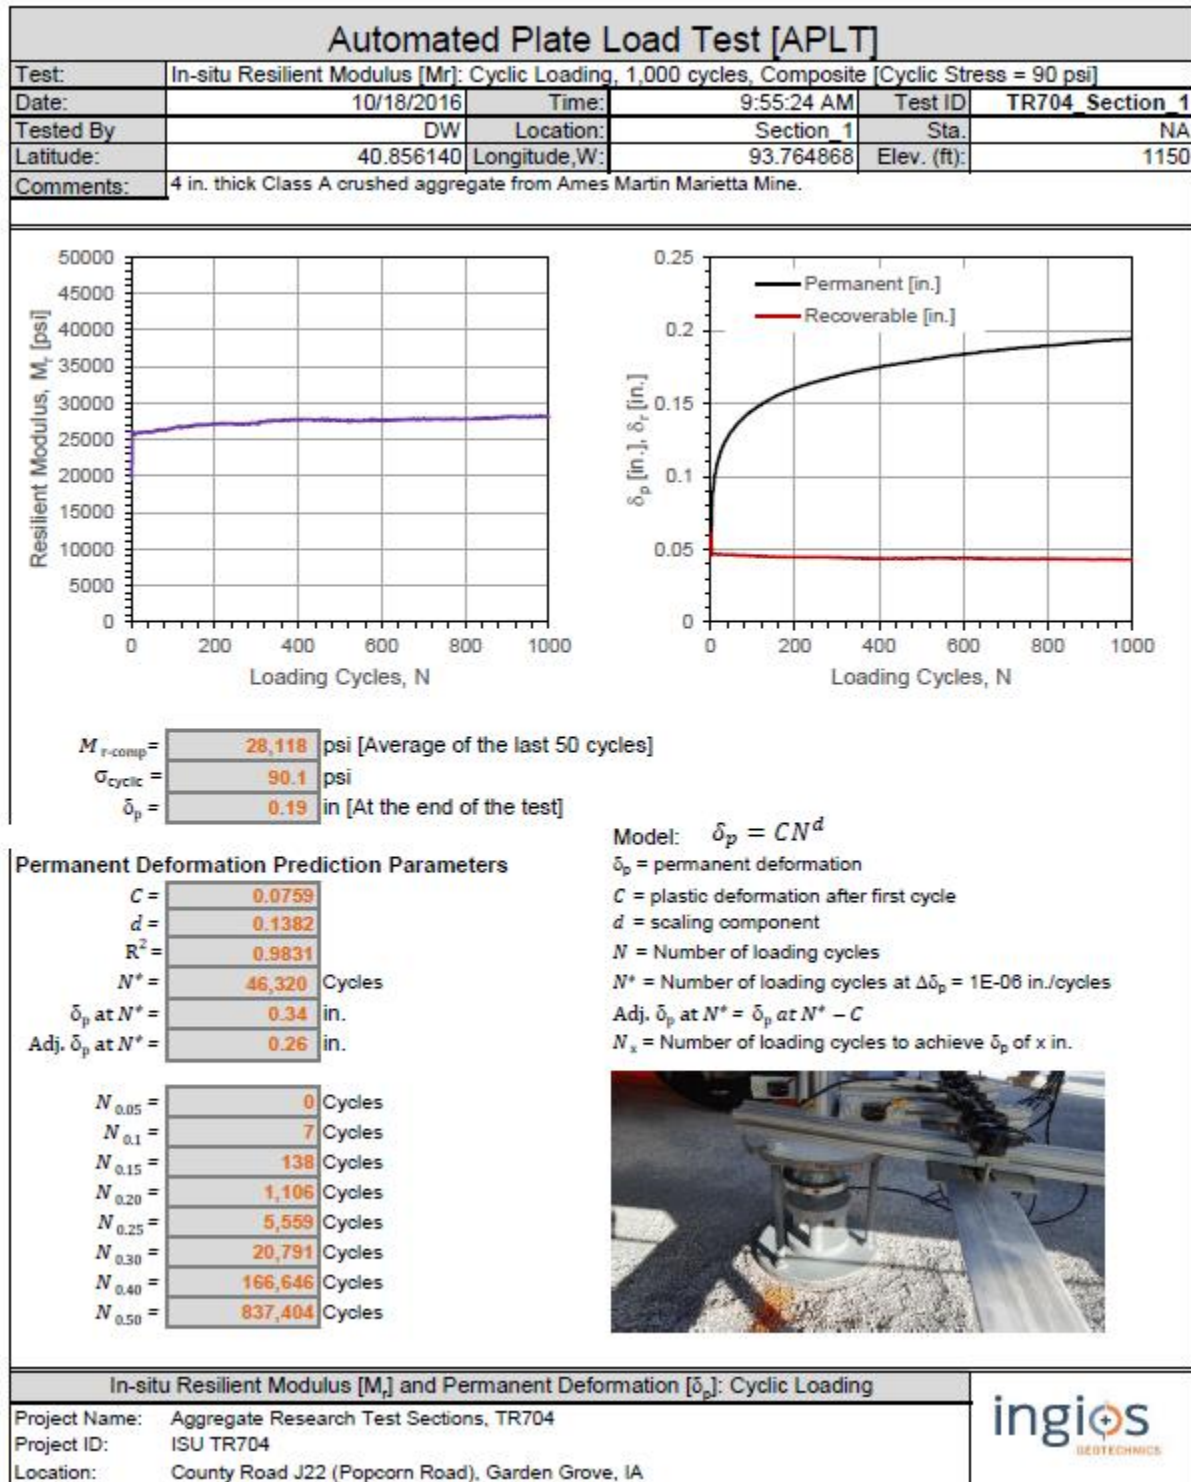 Automated Plate Load Test [APLT]
Test: In-situ Resilient Modulus [Mr]: Cyclic Loading, 1,000 cycles, Composite [Cyclic Stress = 90 psi]
Date: 10/18/2016 Time: 9:55:24 AM Test ID TR704_Section_1
Tested By DW Location: Section_1 Sta. NA
Latitude: 40.856140 Longitude,W: 93.764868 Elev. (ft): 1150
Comments: 4 in. thick Class A crushed aggregate from Ames Martin Marietta Mine.
Resilient Modulus, Mr [psi]
50000
45000
40000
35000
30000
25000
20000
15000
10000
5000
0
0 200 400 600 800 1000
Loading Cycles, N
δp [in.], δr [in.]
0.25
0.2
0.15
0.1
0.05
0
Permanent [in.]
Recoverable [in.]
0 200 400 600 800 1000
Loading Cycles, N
M r-comp = 28,118 psi [Average of the last 50 cycles]
σcyclic = 90.1 psi
δp = 0.19 in [At the end of the test]
Permanent Deformation Prediction Parameters
C = 0.0759
d = 0.1382
R² = 0.9831
N* = 46,320 Cycles
δp at N* = 0.34 in.
Adj. δp at N* = 0.26 in.
N 0.05 = 0 Cycles
N 0.1 = 7 Cycles
N 0.15 = 138 Cycles
N 0.20 = 1,106 Cycles
N 0.25 = 5,559 Cycles
N 0.30 = 20,791 Cycles
N 0.40 = 166,646 Cycles
N 0.50 = 837,404 Cycles
Model: δp = CN^d
δp = permanent deformation
C = plastic deformation after first cycle
d = scaling component
N = Number of loading cycles
N* = Number of loading cycles at Δδp = 1E-06 in./cycles
Adj. δp at N* = δp at N* – C
Nx = Number of loading cycles to achieve δp of x in.
In-situ Resilient Modulus [Mr] and Permanent Deformation [δp]: Cyclic Loading
Project Name: Aggregate Research Test Sections, TR704
Project ID: ISU TR704
Location: County Road J22 (Popcorn Road), Garden Grove, IA
ingios
GEOTECHNICS